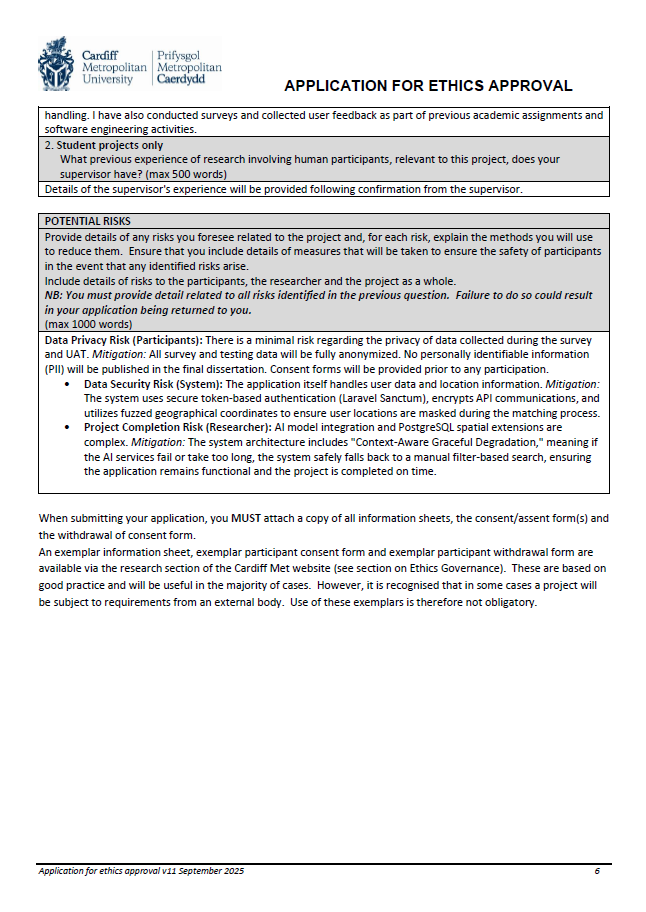 Cardiff
Metropolitan
University
Prifysgol
Metropolitan
Caerdydd
APPLICATION FOR ETHICS APPROVAL
handling. I have also conducted surveys and collected user feedback as part of previous academic assignments and
software engineering activities.
2. Student projects only
What previous experience of research involving human participants, relevant to this project, does your
supervisor have? (max 500 words)
Details of the supervisor's experience will be provided following confirmation from the supervisor.
POTENTIAL RISKS
Provide details of any risks you foresee related to the project and, for each risk, explain the methods you will use
to reduce them.  Ensure that you include details of measures that will be taken to ensure the safety of participants
in the event that any identified risks arise.
Include details of risks to the participants, the researcher and the project as a whole.
NB: You must provide detail related to all risks identified in the previous question.  Failure to do so could result
in your application being returned to you.
(max 1000 words)
Data Privacy Risk (Participants): There is a minimal risk regarding the privacy of data collected during the survey
and UAT. Mitigation: All survey and testing data will be fully anonymized. No personally identifiable information
(PII) will be published in the final dissertation. Consent forms will be provided prior to any participation.
• Data Security Risk (System): The application itself handles user data and location information. Mitigation:
The system uses secure token-based authentication (Laravel Sanctum), encrypts API communications, and
utilizes fuzzed geographical coordinates to ensure user locations are masked during the matching process.
• Project Completion Risk (Researcher): AI model integration and PostgreSQL spatial extensions are
complex. Mitigation: The system architecture includes "Context-Aware Graceful Degradation," meaning if
the AI services fail or take too long, the system safely falls back to a manual filter-based search, ensuring
the application remains functional and the project is completed on time.
When submitting your application, you MUST attach a copy of all information sheets, the consent/assent form(s) and
the withdrawal of consent form.
An exemplar information sheet, exemplar participant consent form and exemplar participant withdrawal form are
available via the research section of the Cardiff Met website (see section on Ethics Governance).  These are based on
good practice and will be useful in the majority of cases.  However, it is recognised that in some cases a project will
be subject to requirements from an external body.  Use of these exemplars is therefore not obligatory.
Application for ethics approval v11 September 2025
6